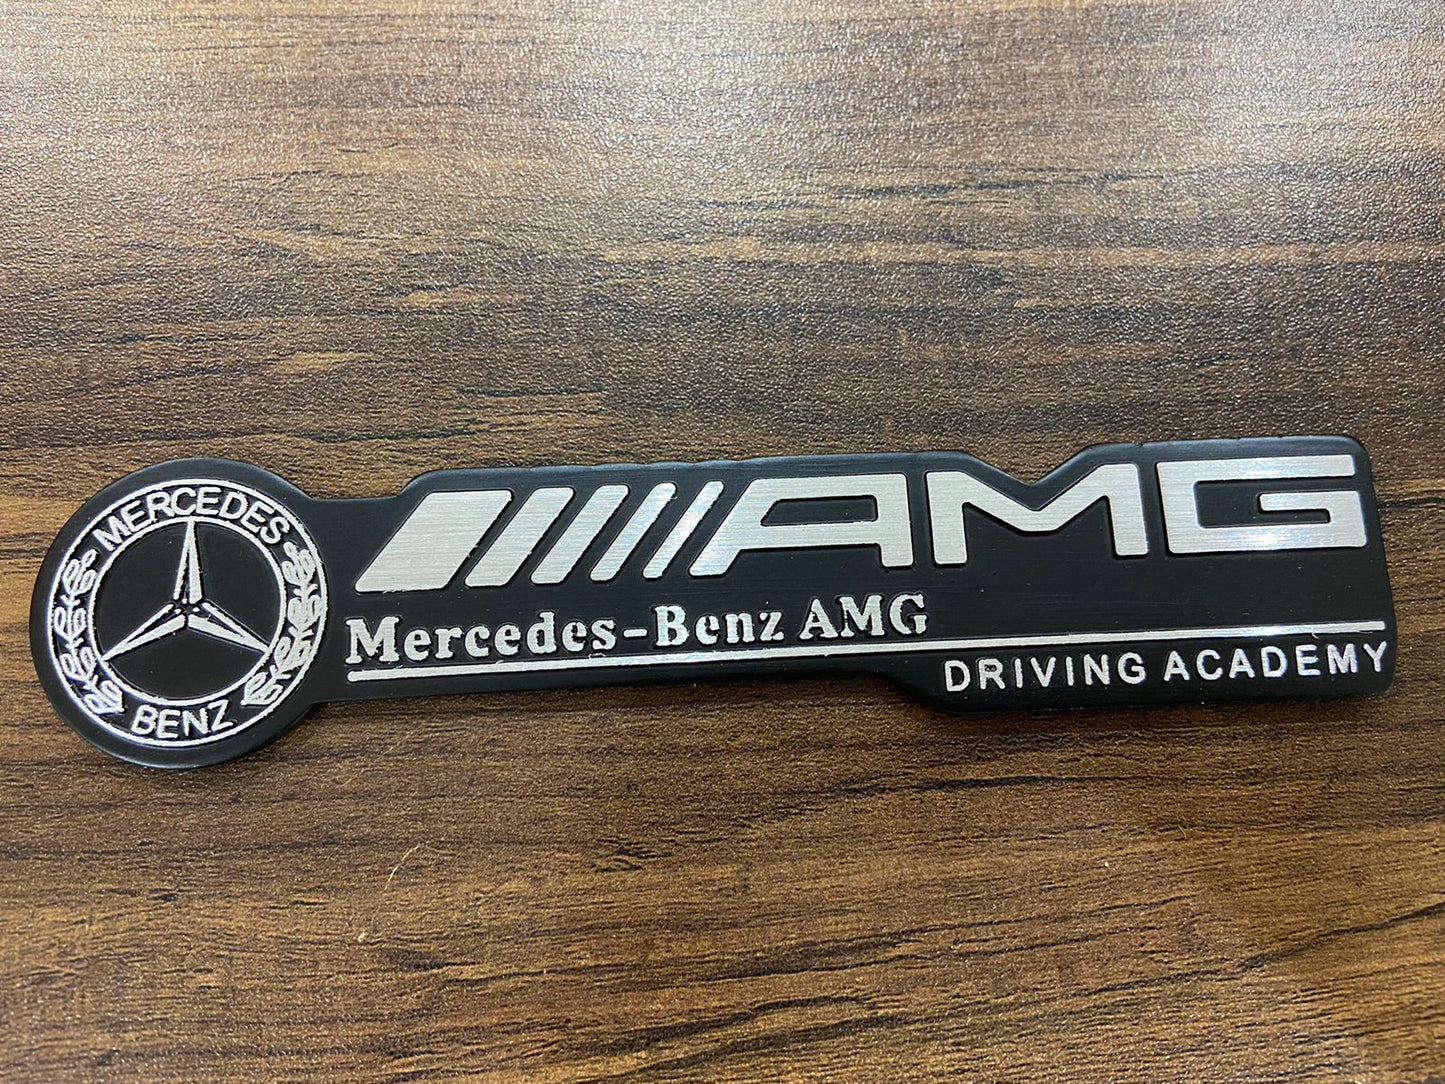 MERCEDES
BENZ
AMG
Mercedes-Benz AMG
DRIVING ACADEMY